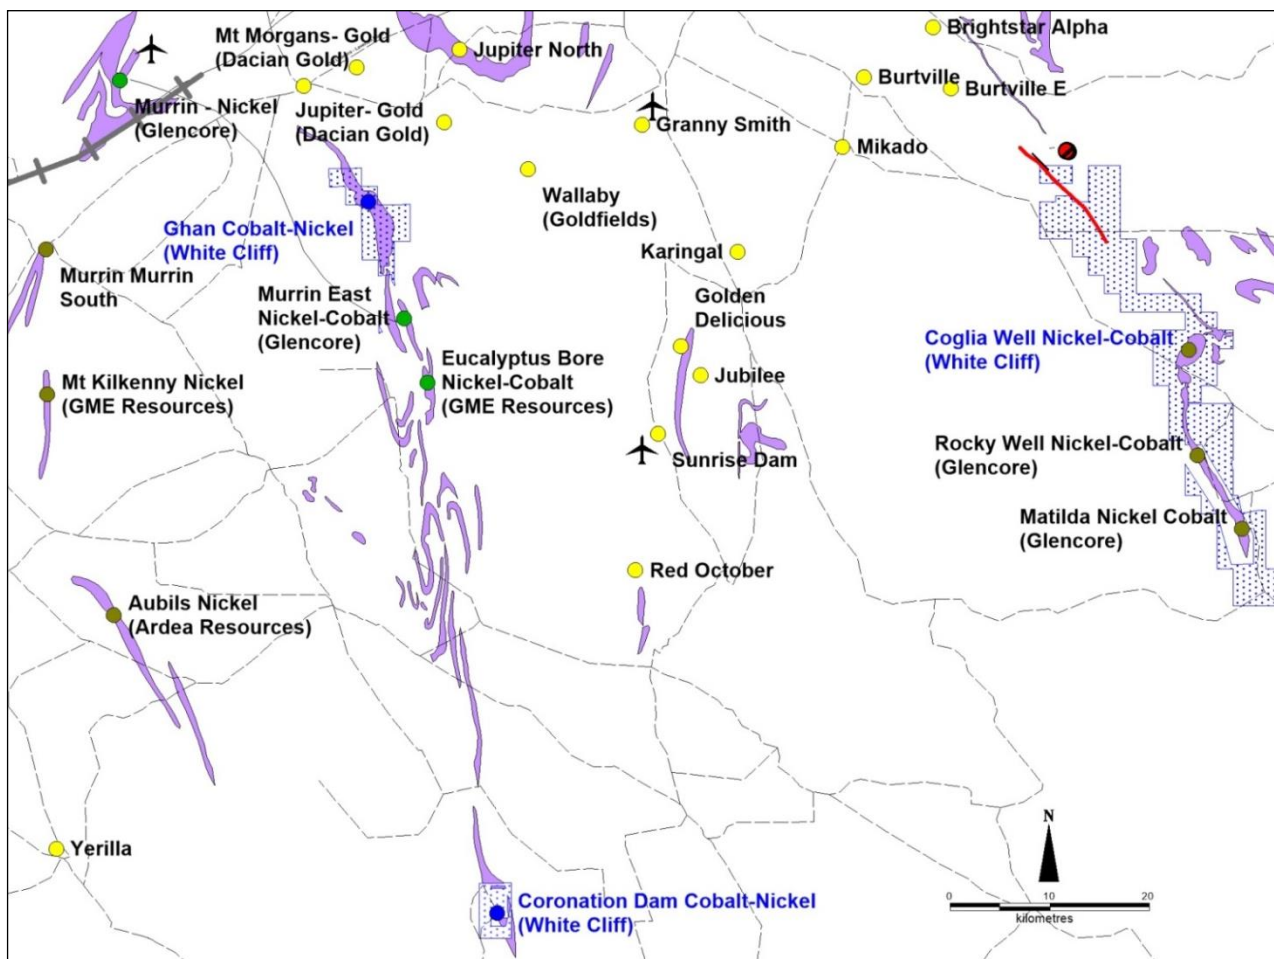 Brightstar Alpha
Mt Morgans- Gold
(Dacian Gold)
Jupiter North
Burtville
Burtville E
Murrin - Nickel
(Glencore)
Jupiter- Gold
(Dacian Gold)
Granny Smith
Mikado
Wallaby
(Goldfields)
Ghan Cobalt-Nickel
(White Cliff)
Karingal
Murrin Murrin
South
Murrin East
Nickel-Cobalt
(Glencore)
Golden
Delicious
Coglia Well Nickel-Cobalt
(White Cliff)
Eucalyptus Bore
Nickel-Cobalt
(GME Resources)
Jubilee
Mt Kilkenny Nickel
(GME Resources)
Sunrise Dam
Rocky Well Nickel-Cobalt
(Glencore)
Matilda Nickel Cobalt
(Glencore)
Red October
Aubils Nickel
(Ardea Resources)
Yerilla
N
Coronation Dam Cobalt-Nickel
(White Cliff)
0 10 20
kilometres